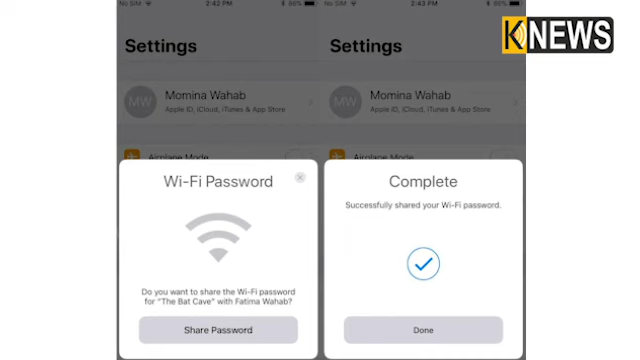 No SIM 2:42 PM 86%
Settings
MW
Momina Wahab
Apple ID, iCloud, iTunes & App Store
Airplane Mode
Wi-Fi Password
Do you want to share the Wi-Fi password
for "The Bat Cave" with Fatima Wahab?
Share Password
No SIM 2:43 PM 86%
Settings
MW
Momina Wahab
Apple ID, iCloud, iTunes & App Store
Airplane Mode
Complete
Successfully shared your Wi-Fi password.
Done
K NEWS